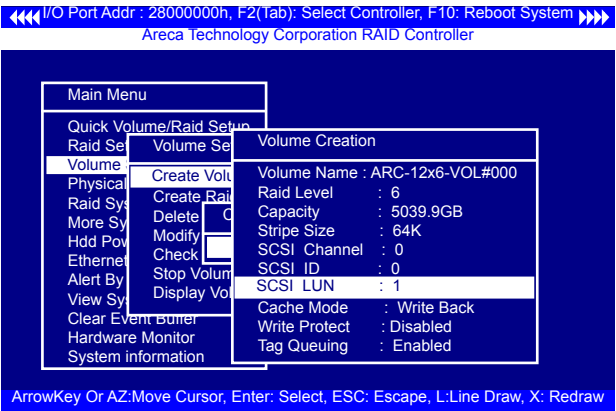 I/O Port Addr : 28000000h, F2(Tab): Select Controller, F10: Reboot System
Areca Technology Corporation RAID Controller
Main Menu
Quick Volume/Raid Setup
Raid Set
Volume
Physical
Raid Sys
More Sy
Hdd Pow
Ethernet
Alert By
View Sy
Clear Event Buffer
Hardware Monitor
System information
Volume Se
Create Volu
Create Rai
Delete
Modify
Check
Stop Volum
Display Vol
C
Volume Creation
Volume Name : ARC-12x6-VOL#000
Raid Level : 6
Capacity : 5039.9GB
Stripe Size : 64K
SCSI Channel : 0
SCSI ID : 0
SCSI LUN : 1
Cache Mode : Write Back
Write Protect : Disabled
Tag Queuing : Enabled
ArrowKey Or AZ:Move Cursor, Enter: Select, ESC: Escape, L:Line Draw, X: Redraw